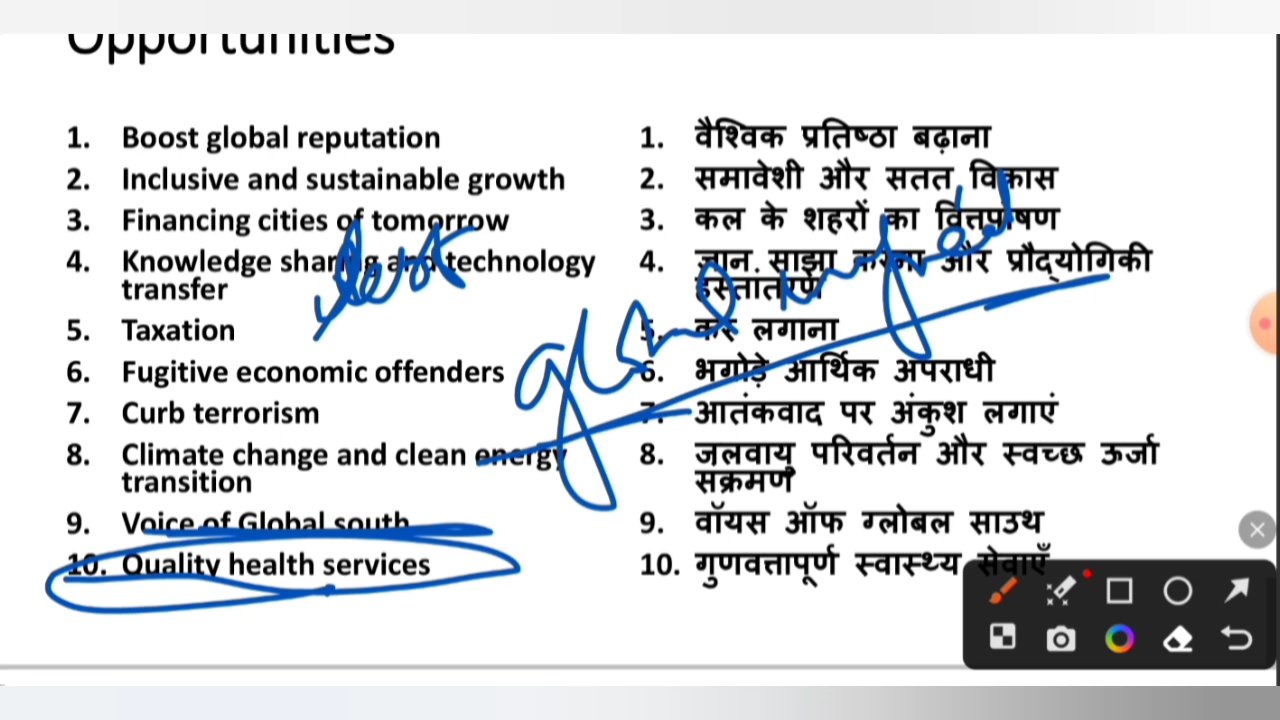 Opportunities
1. Boost global reputation
2. Inclusive and sustainable growth
3. Financing cities of tomorrow
4. Knowledge sharing and technology
transfer
5. Taxation
6. Fugitive economic offenders
7. Curb terrorism
8. Climate change and clean energy
transition
9. Voice of Global south
10. Quality health services
1. वैश्विक प्रतिष्ठा बढ़ाना
2. समावेशी और सतत विकास
3. कल के शहरों का वित्तपोषण
4. ज्ञान साझा करना और प्रौद्योगिकी
हस्तांतरण
5. कर लगाना
6. भगोड़े आर्थिक अपराधी
7. आतंकवाद पर अंकुश लगाएं
8. जलवायु परिवर्तन और स्वच्छ ऊर्जा
संक्रमण
9. वॉयस ऑफ ग्लोबल साउथ
10. गुणवत्तापूर्ण स्वास्थ्य सेवाएँ